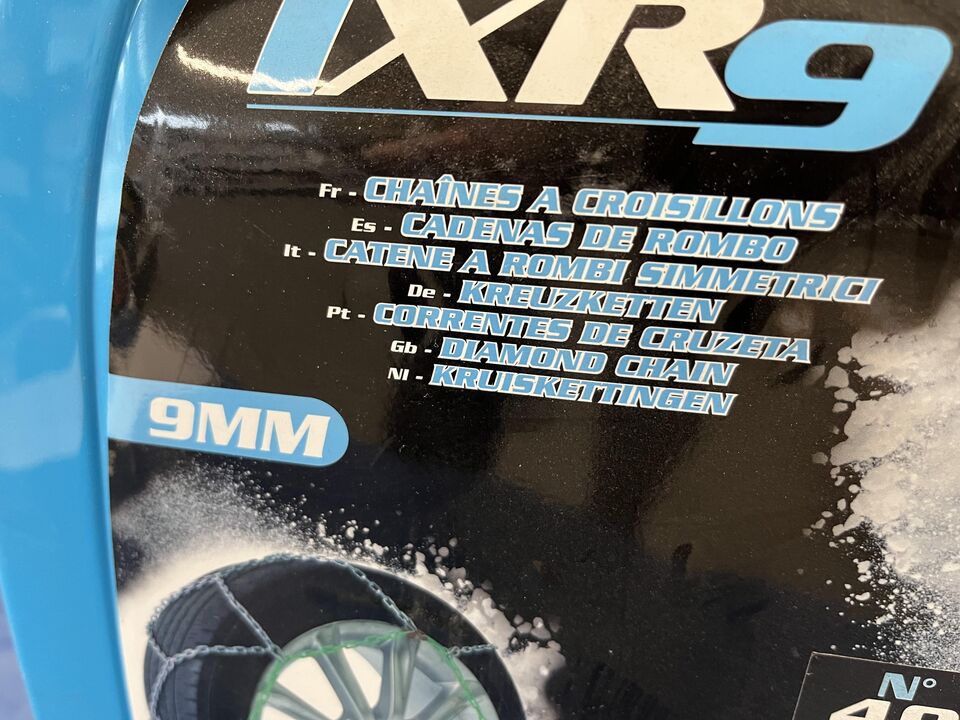 XR9
Fr - CHAÎNES A CROISILLONS
Es - CADENAS DE ROMBO
It - CATENE A ROMBI SIMMETRICI
De - KREUZKETTEN
Pt - CORRENTES DE CRUZETA
Gb - DIAMOND CHAIN
Nl - KRUISKETTINGEN
9MM
N°